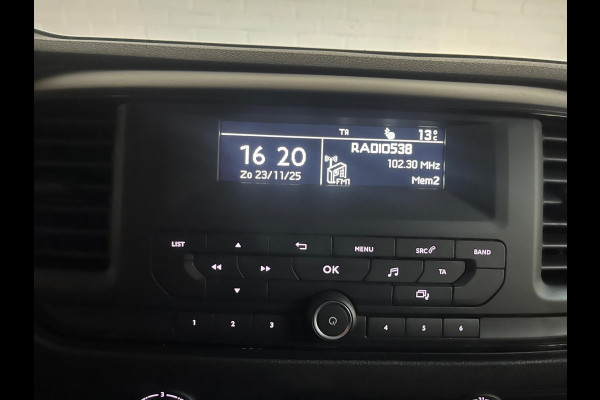 TA 13°C
16 20
Zo 23/11/25
RADIO538
102.30 MHz
FM1 Mem2
LIST MENU SRC BAND
OK TA
1 2 3 4 5 6
3